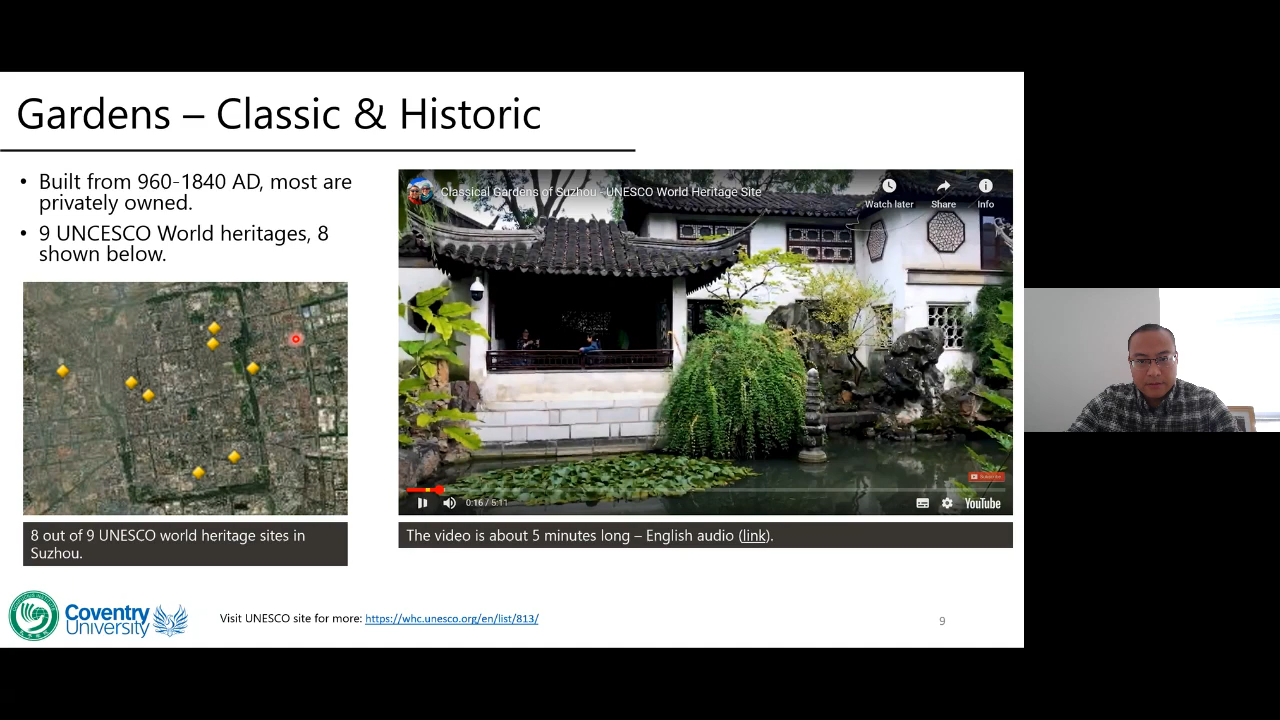 Gardens – Classic & Historic
• Built from 960-1840 AD, most are
privately owned.
• 9 UNCESCO World heritages, 8
shown below.
8 out of 9 UNESCO world heritage sites in
Suzhou.
Classical Gardens of Suzhou - UNESCO World Heritage Site
Watch later
Share
Info
0:16 / 5:11
YouTube
The video is about 5 minutes long – English audio (link).
Coventry
University
Visit UNESCO site for more: https://whc.unesco.org/en/list/813/
9